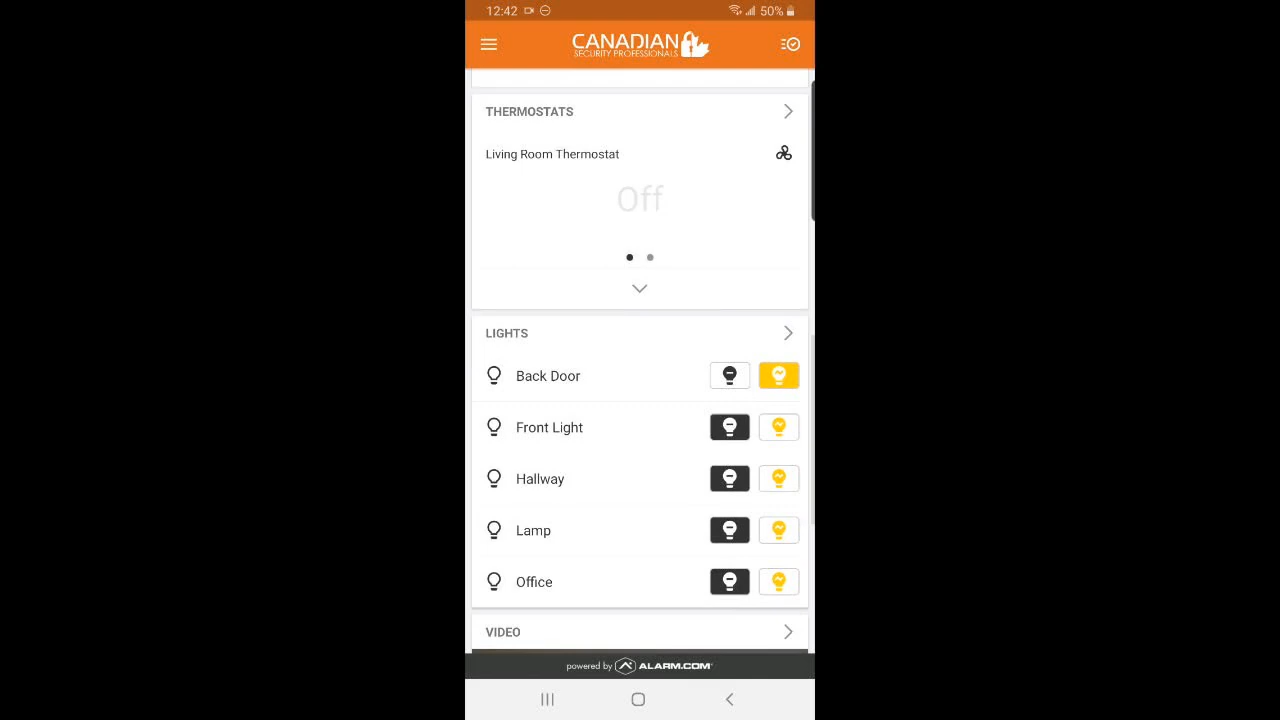 12:42 50%
CANADIAN
SECURITY PROFESSIONALS
THERMOSTATS
Living Room Thermostat
Off
LIGHTS
Back Door
Front Light
Hallway
Lamp
Office
VIDEO
powered by ALARM.COM